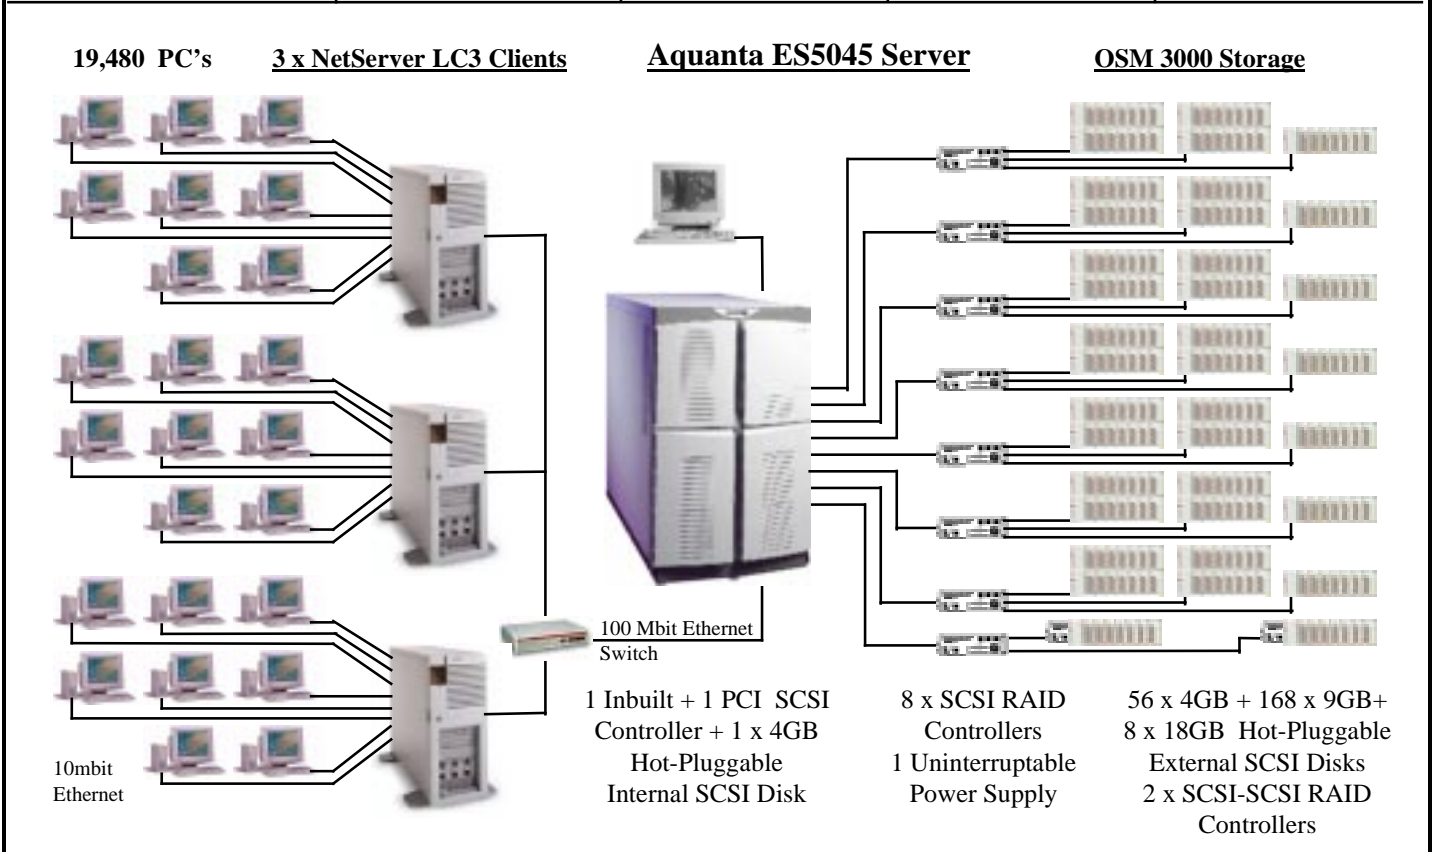 19,480 PC's
3 x NetServer LC3 Clients
Aquanta ES5045 Server
OSM 3000 Storage
100 Mbit Ethernet
Switch
10mbit
Ethernet
1 Inbuilt + 1 PCI SCSI
Controller + 1 x 4GB
Hot-Pluggable
Internal SCSI Disk
8 x SCSI RAID
Controllers
1 Uninterruptable
Power Supply
56 x 4GB + 168 x 9GB+
8 x 18GB Hot-Pluggable
External SCSI Disks
2 x SCSI-SCSI RAID
Controllers